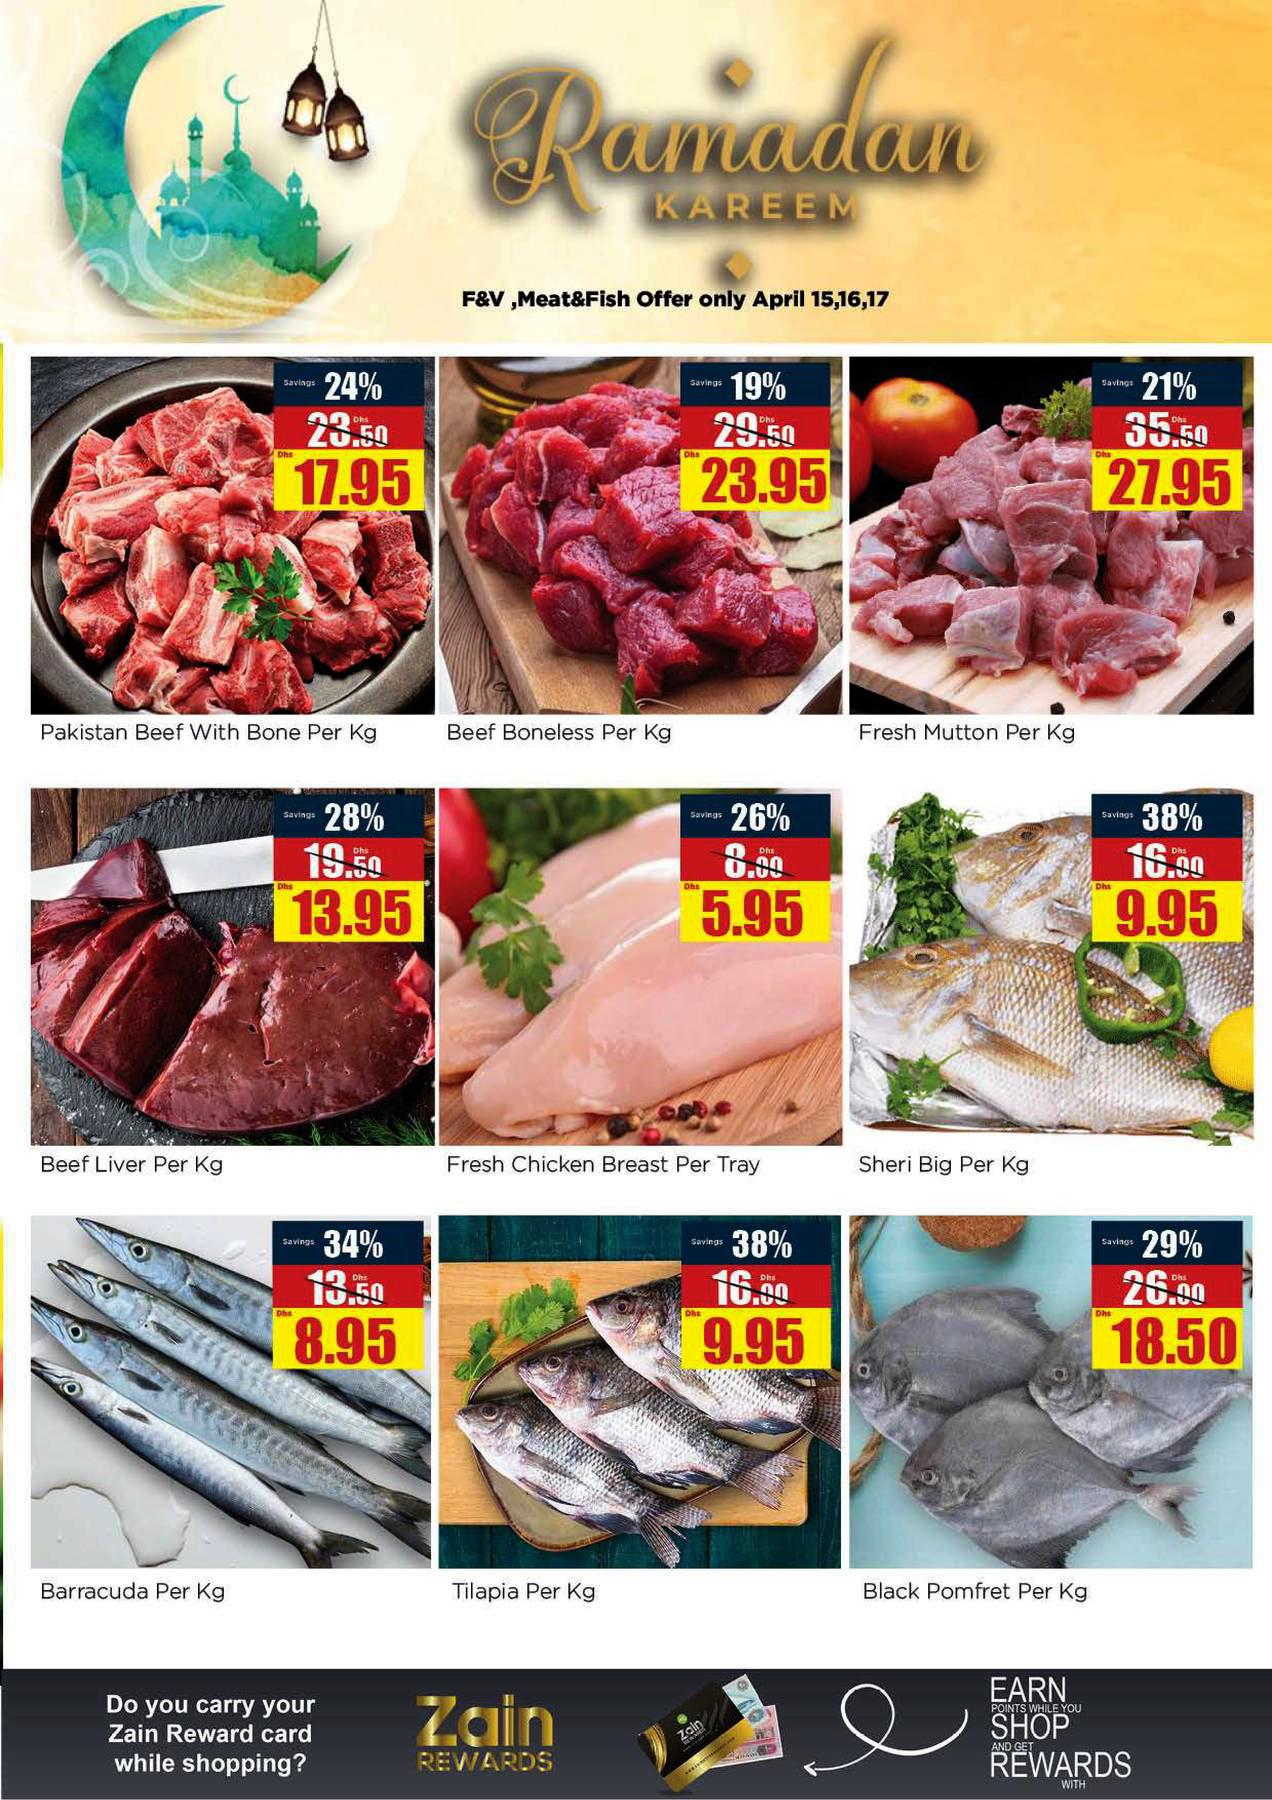 Ramadan
KAREEM
F&V ,Meat&Fish Offer only April 15,16,17
Savings 24%
Dhs
23.50
Dhs
17.95
Pakistan Beef With Bone Per Kg
Savings 19%
Dhs
29.50
Dhs
23.95
Beef Boneless Per Kg
Savings 21%
Dhs
35.50
Dhs
27.95
Fresh Mutton Per Kg
Savings 28%
Dhs
19.50
Dhs
13.95
Beef Liver Per Kg
Savings 26%
Dhs
8.00
Dhs
5.95
Fresh Chicken Breast Per Tray
Savings 38%
Dhs
16.00
Dhs
9.95
Sheri Big Per Kg
Savings 34%
Dhs
13.50
Dhs
8.95
Barracuda Per Kg
Savings 38%
Dhs
16.00
Dhs
9.95
Tilapia Per Kg
Savings 29%
Dhs
26.00
Dhs
18.50
Black Pomfret Per Kg
Do you carry your
Zain Reward card
while shopping?
Zain
REWARDS
Zain
EARN
POINTS WHILE YOU
SHOP
AND GET
REWARDS
WITH